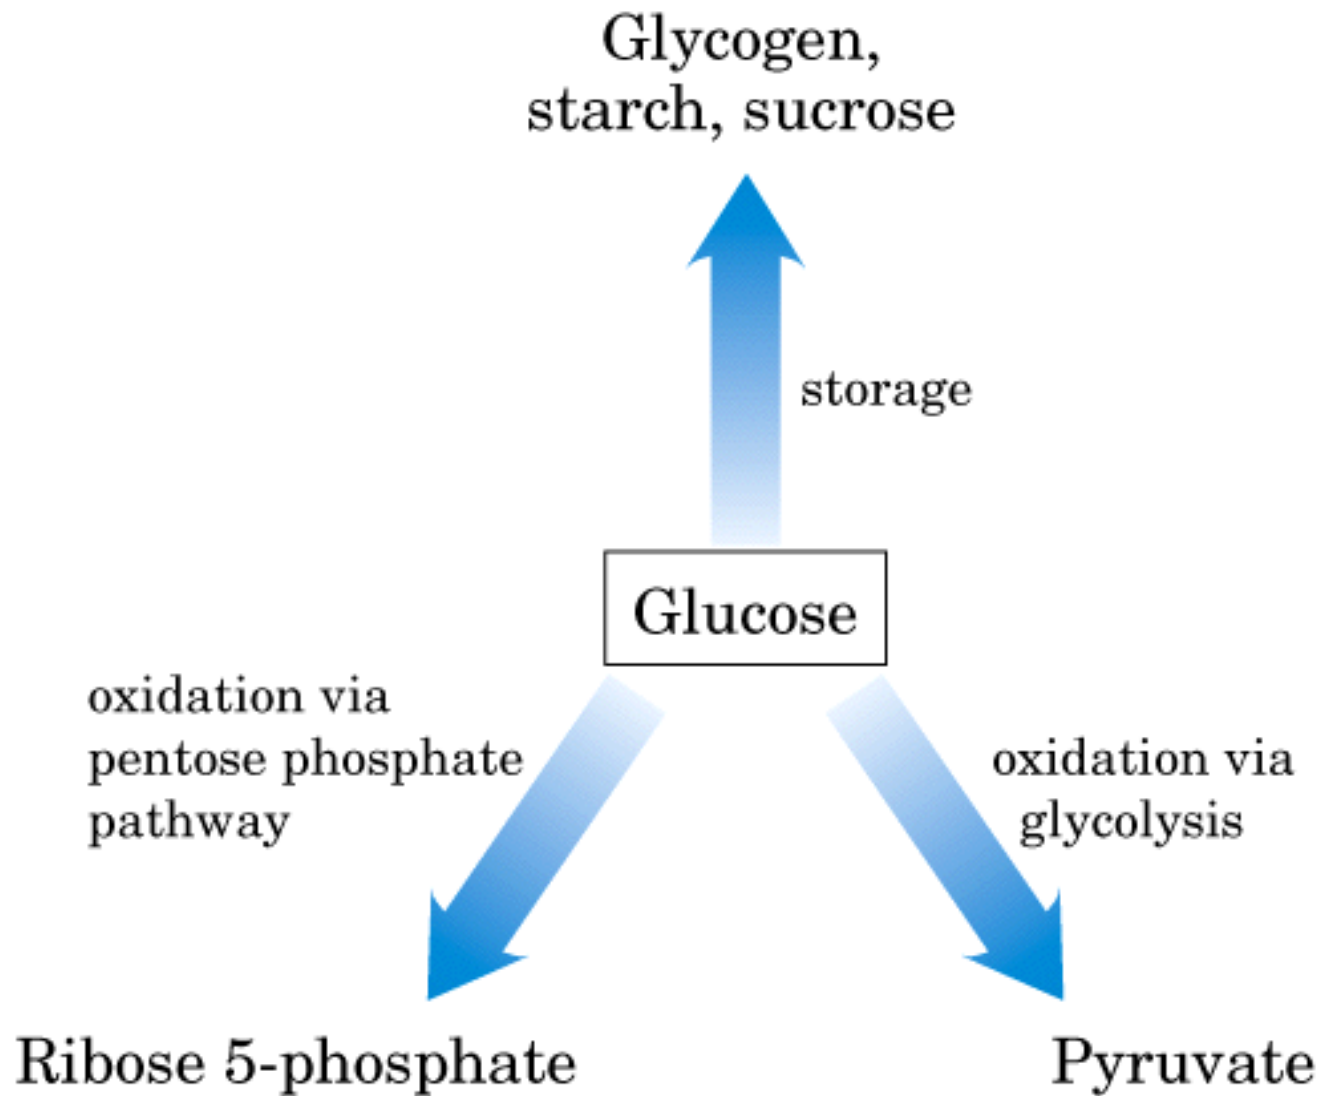 Glycogen,
starch, sucrose
storage
Glucose
oxidation via
pentose phosphate
pathway
oxidation via
glycolysis
Ribose 5-phosphate
Pyruvate